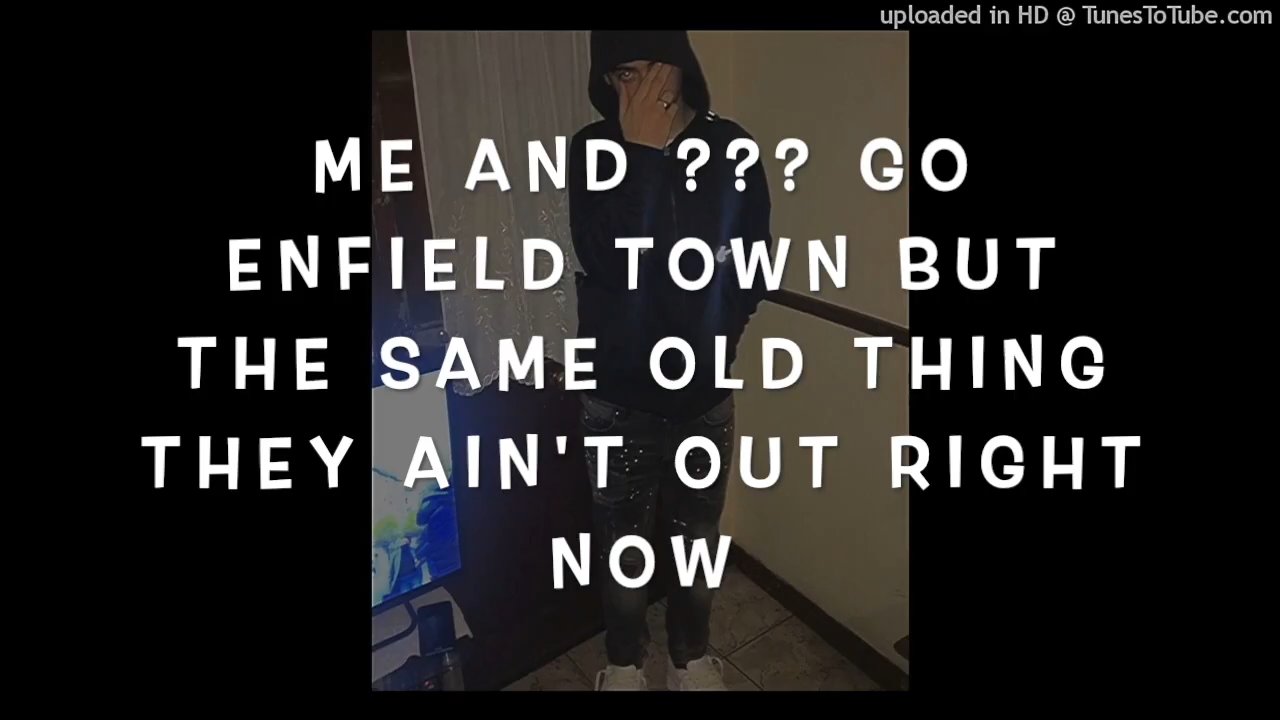 uploaded in HD @ TunesToTube.com
ME AND ??? GO
ENFIELD TOWN BUT
THE SAME OLD THING
THEY AIN'T OUT RIGHT
NOW